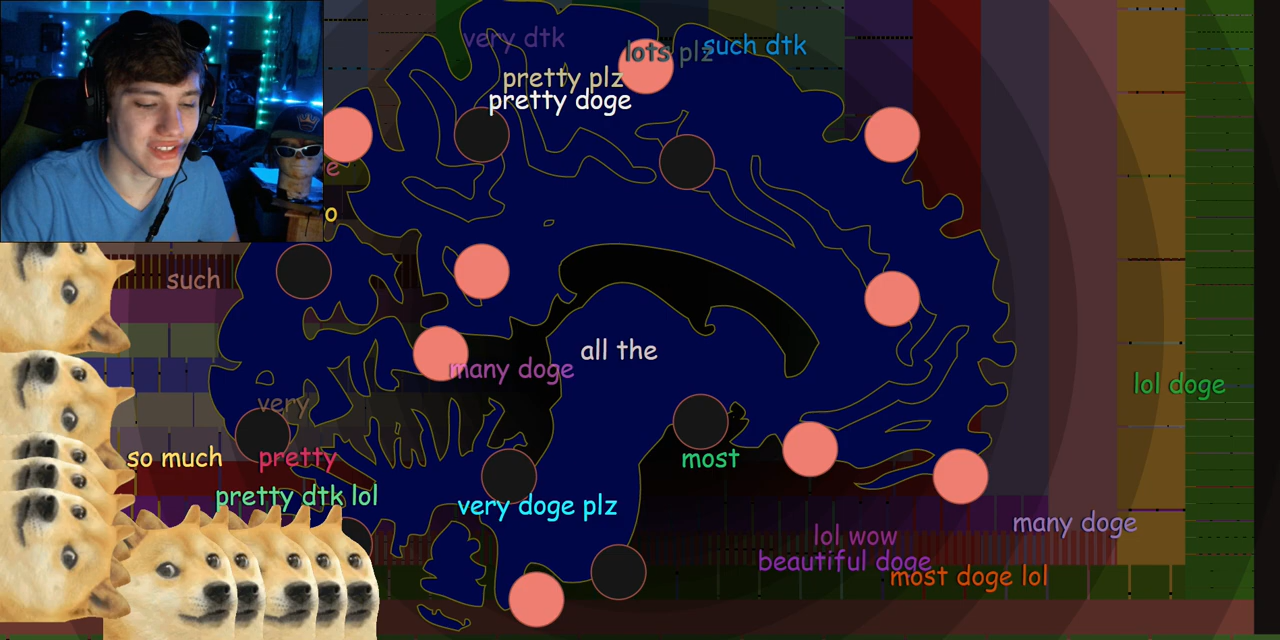 very dtk
lots plz
such dtk
pretty plz
pretty doge
e
o
such
all the
many doge
lol doge
very
so much
pretty
most
pretty dtk lol
very doge plz
many doge
lol wow
beautiful doge
most doge lol